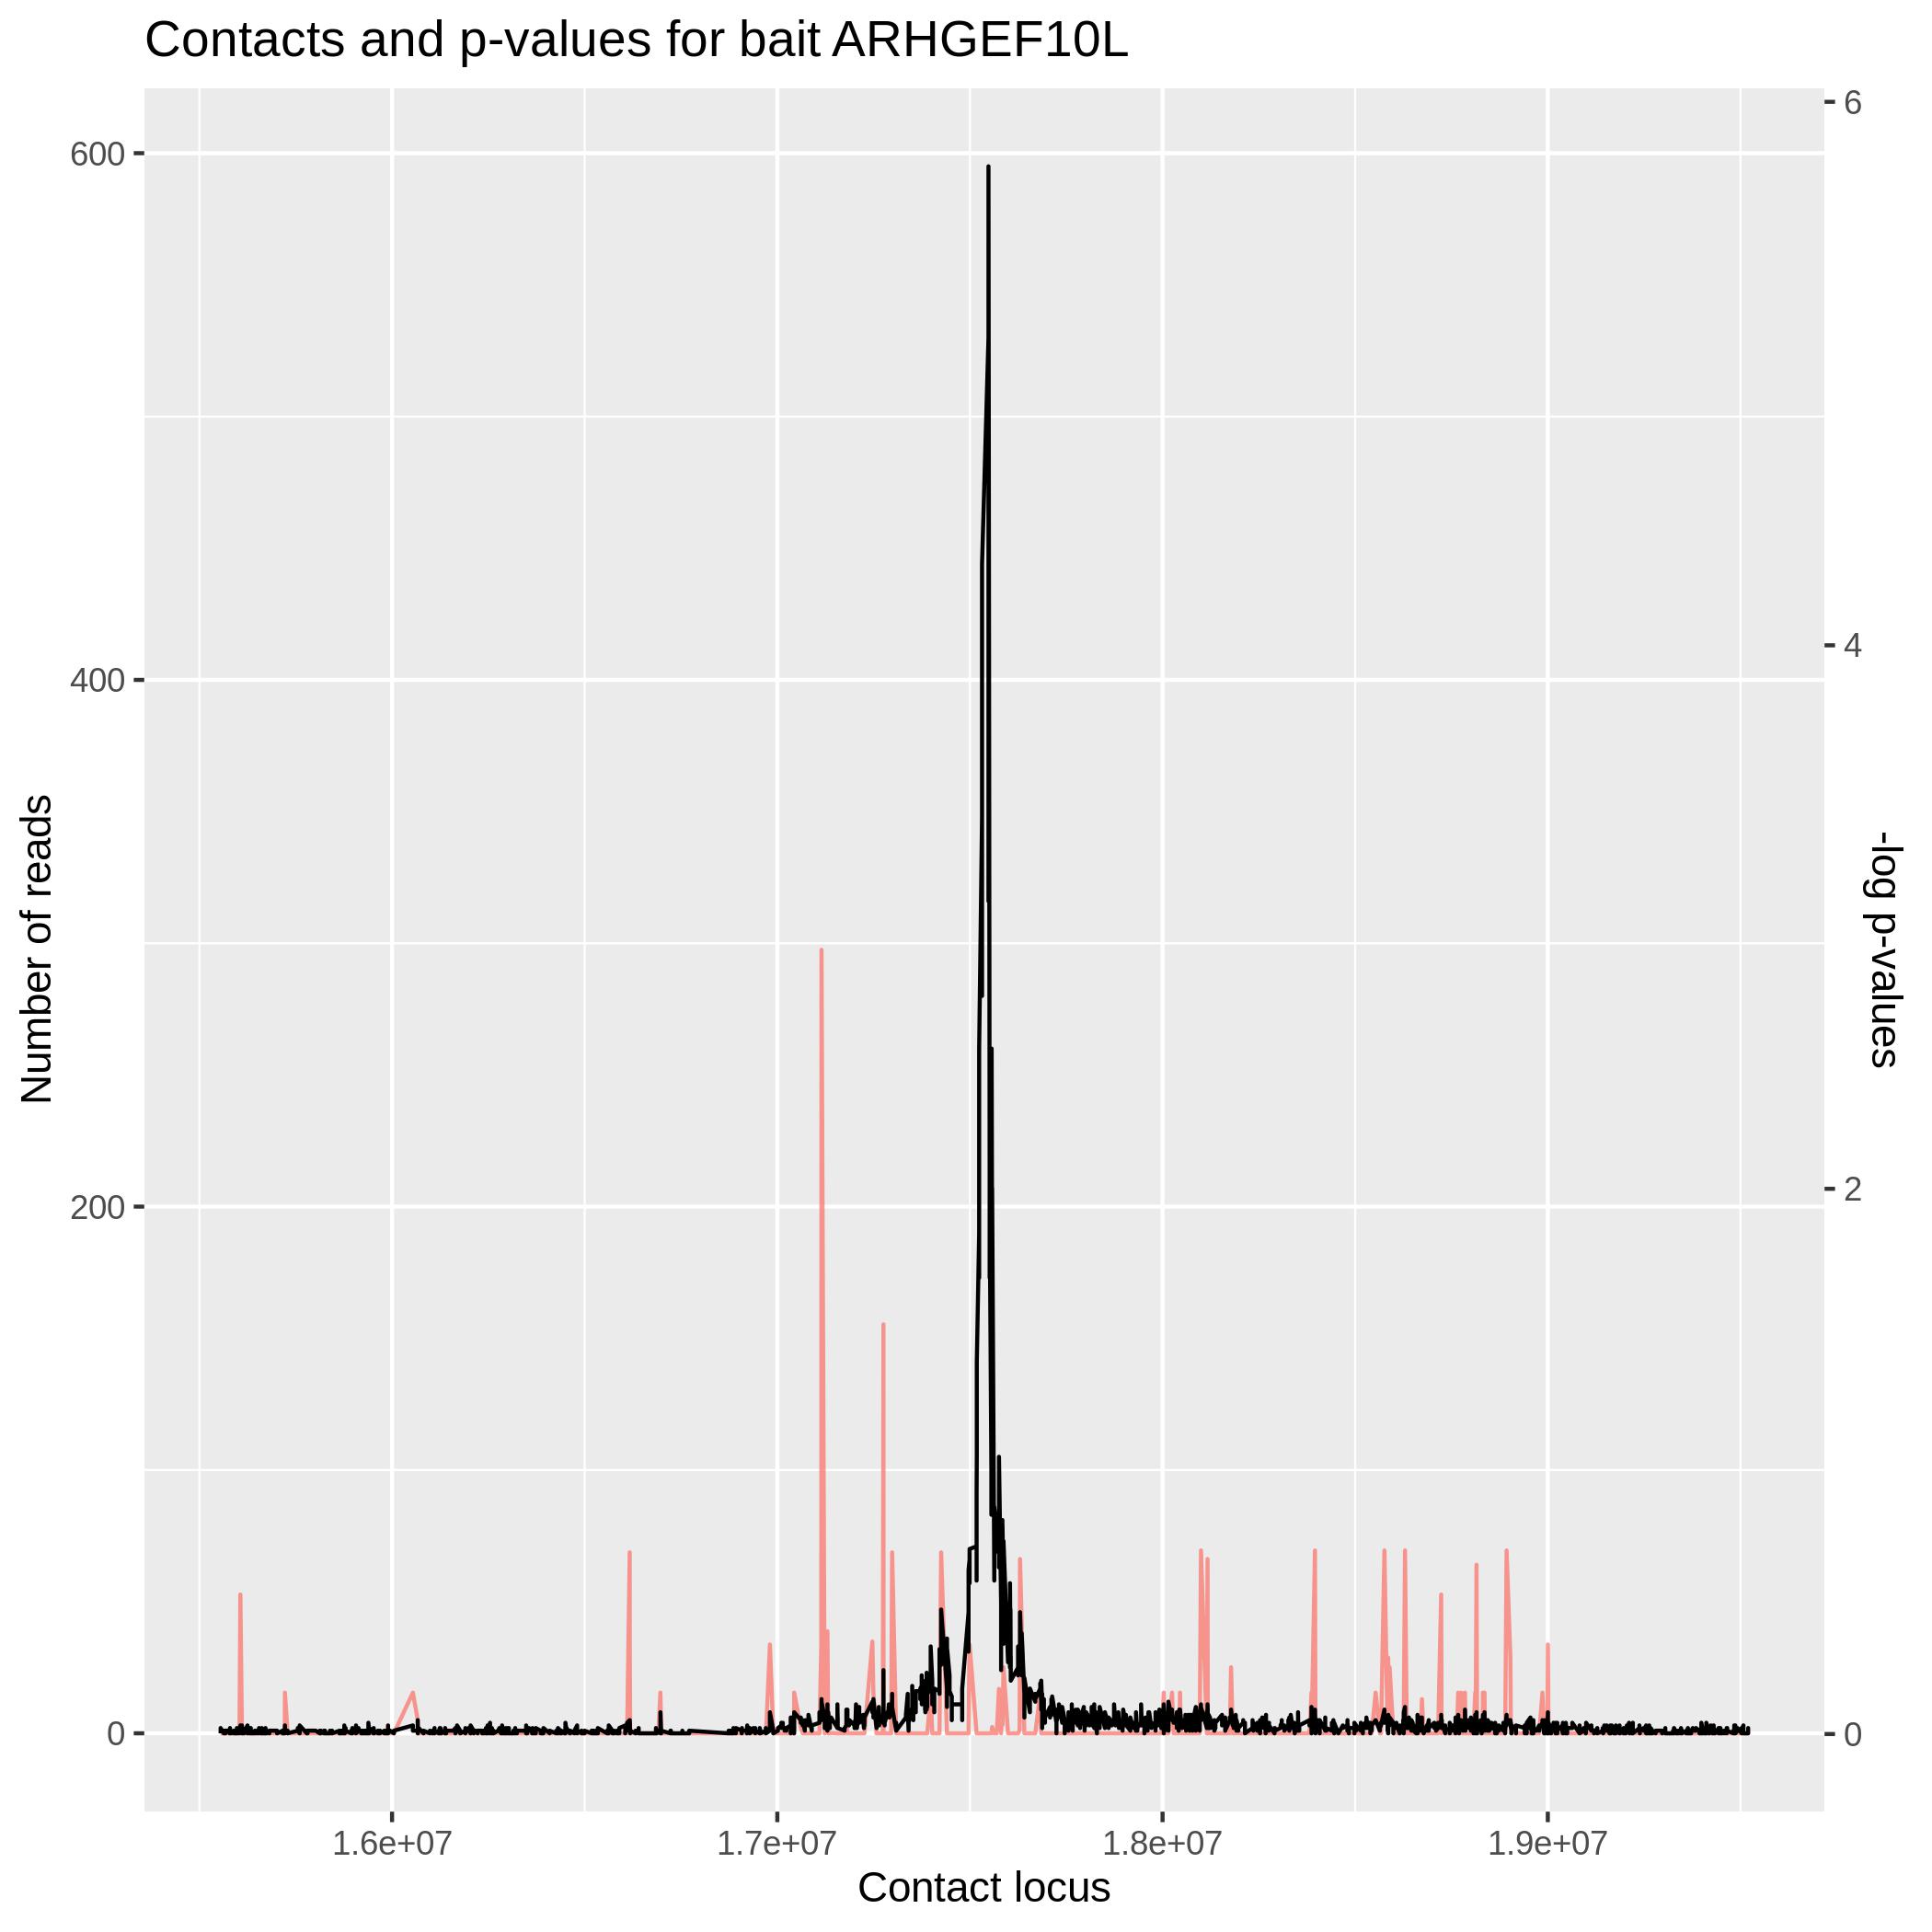 Contacts and p-values for bait ARHGEF10L
600
400
200
0
6
4
2
0
Number of reads
-log p-values
1.6e+07
1.7e+07
1.8e+07
1.9e+07
Contact locus